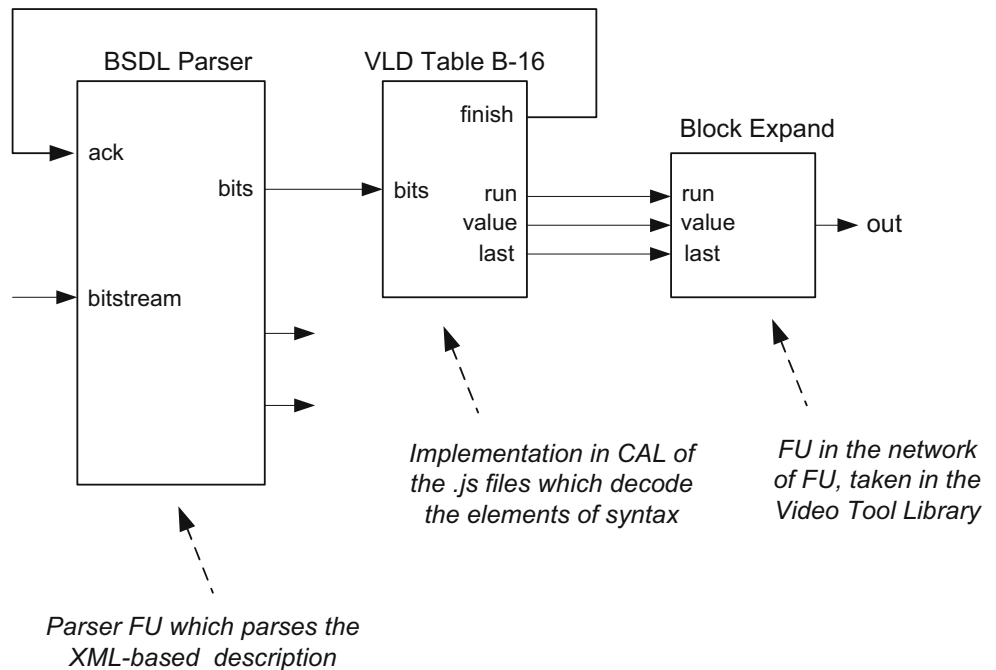 BSDL Parser
VLD Table B-16
Block Expand
ack
bits
bitstream
finish
bits
run
value
last
run
value
last
out
Implementation in CAL of
the .js files which decode
the elements of syntax
FU in the network
of FU, taken in the
Video Tool Library
Parser FU which parses the
XML-based description